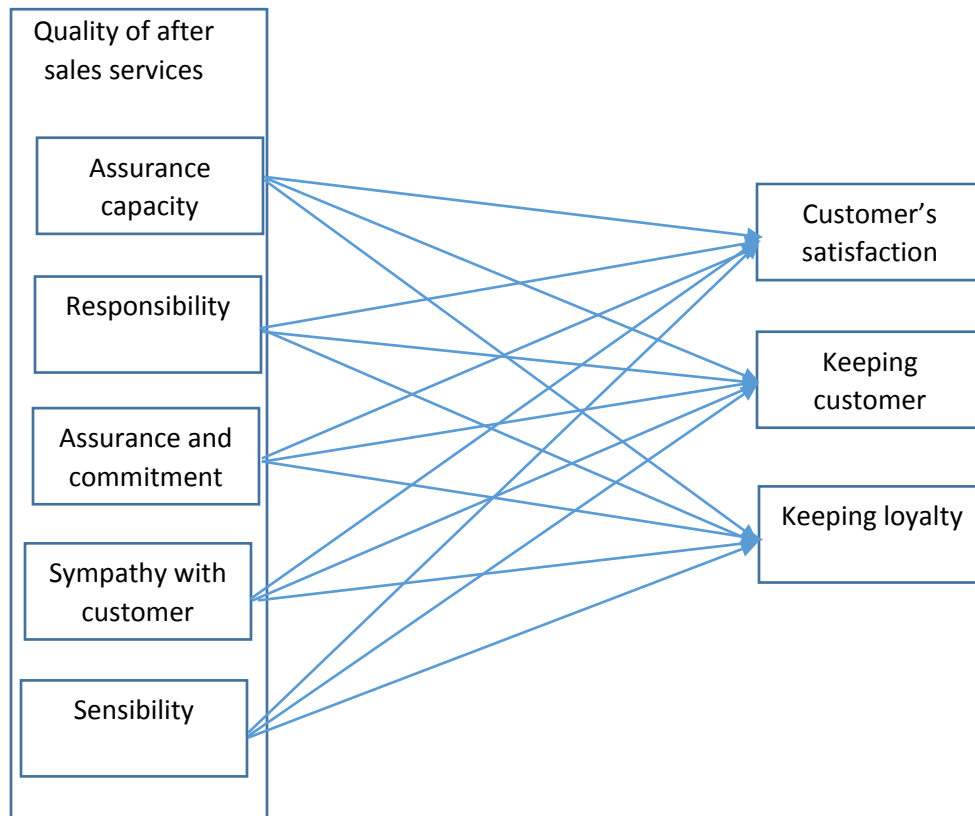 Quality of after
sales services
Assurance
capacity
Responsibility
Assurance and
commitment
Sympathy with
customer
Sensibility
Customer’s
satisfaction
Keeping
customer
Keeping loyalty